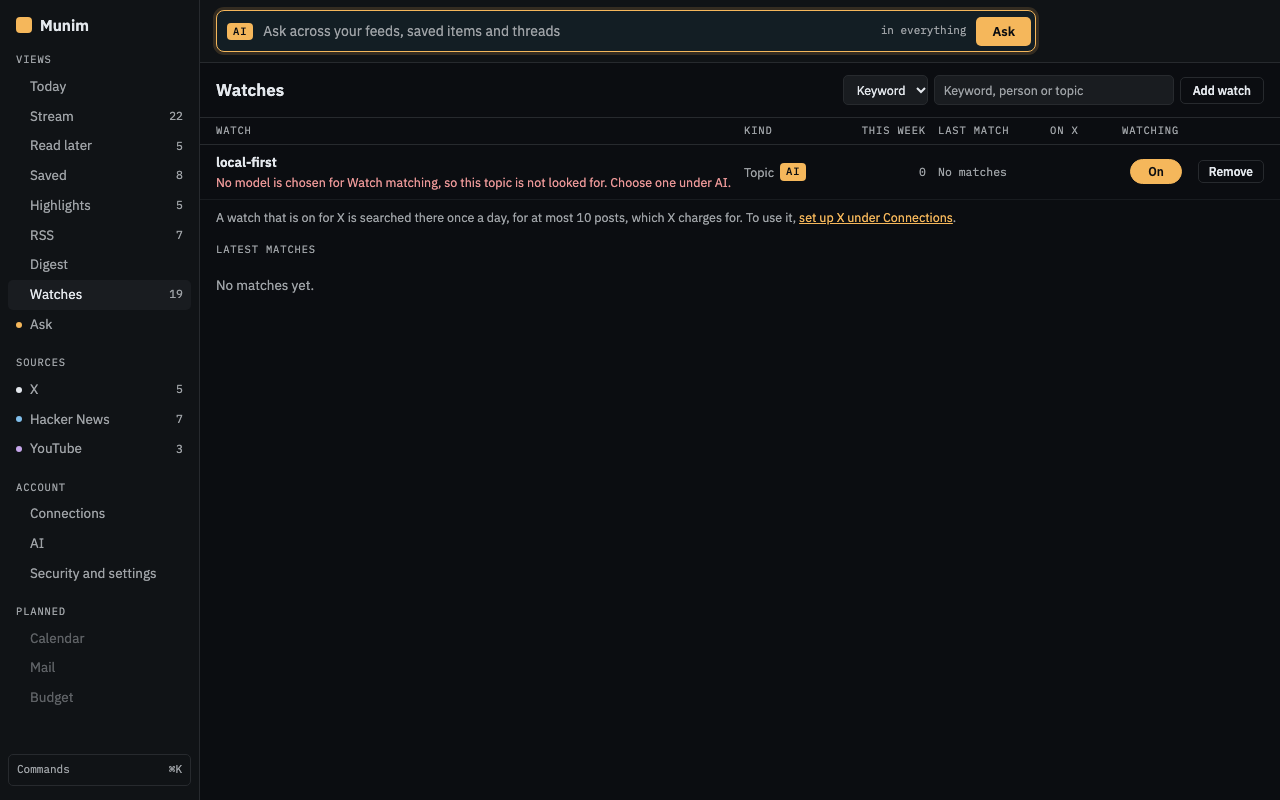 Munim
VIEWS
Today
Stream 22
Read later 5
Saved 8
Highlights 5
RSS 7
Digest
Watches 19
Ask
SOURCES
X 5
Hacker News 7
YouTube 3
ACCOUNT
Connections
AI
Security and settings
PLANNED
Calendar
Mail
Budget
Commands ⌘K
AI Ask across your feeds, saved items and threads in everything Ask
Watches Keyword Keyword, person or topic Add watch
WATCH KIND THIS WEEK LAST MATCH ON X WATCHING
local-first
No model is chosen for Watch matching, so this topic is not looked for. Choose one under AI.
Topic AI 0 No matches On Remove
A watch that is on for X is searched there once a day, for at most 10 posts, which X charges for. To use it, set up X under Connections.
LATEST MATCHES
No matches yet.